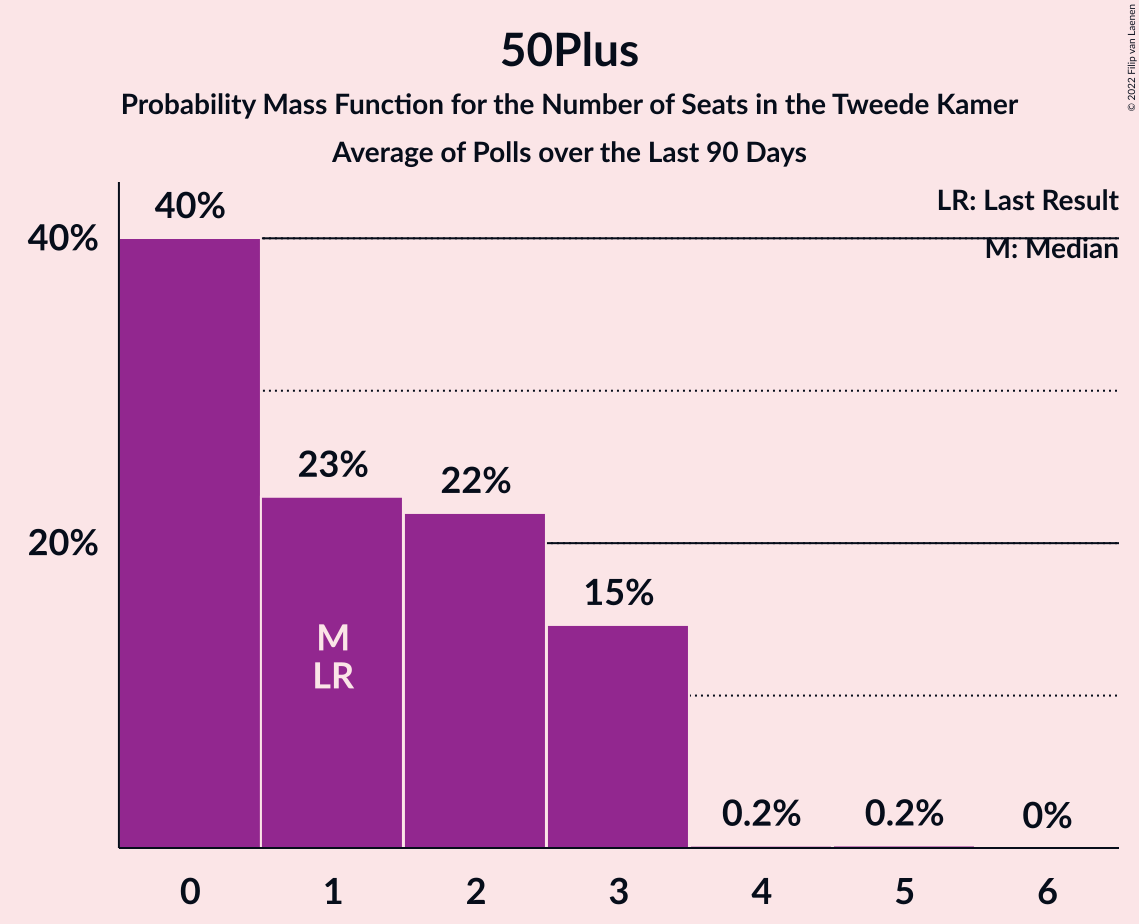 50Plus
Probability Mass Function for the Number of Seats in the Tweede Kamer
Average of Polls over the Last 90 Days
© 2022 Filip van Laenen
LR: Last Result
M: Median
40%
20%
40%
23%
22%
15%
0.2%
0.2%
0%
M
LR
0 1 2 3 4 5 6